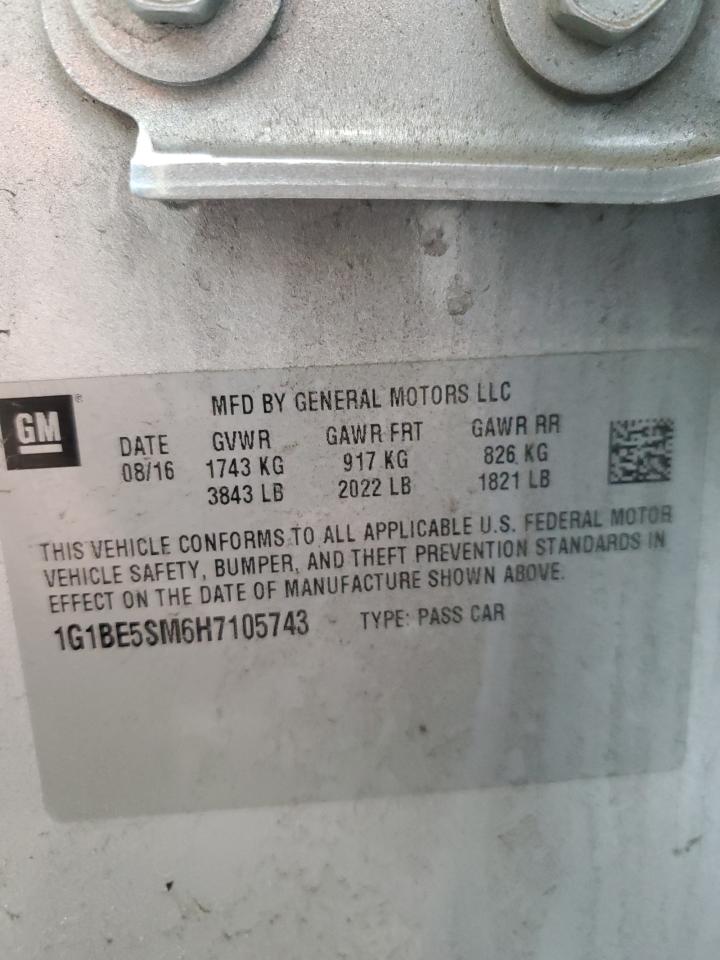 GM®
MFD BY GENERAL MOTORS LLC
DATE GVWR GAWR FRT GAWR RR
08/16 1743 KG 917 KG 826 KG
3843 LB 2022 LB 1821 LB
THIS VEHICLE CONFORMS TO ALL APPLICABLE U.S. FEDERAL MOTOR
VEHICLE SAFETY, BUMPER, AND THEFT PREVENTION STANDARDS IN
EFFECT ON THE DATE OF MANUFACTURE SHOWN ABOVE.
1G1BE5SM6H7105743 TYPE: PASS CAR